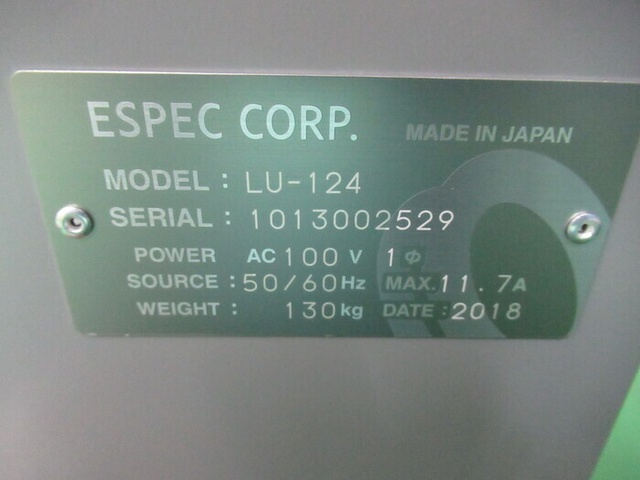 ESPEC CORP. MADE IN JAPAN
MODEL : LU-124
SERIAL : 1013002529
POWER AC 100 V 1Φ
SOURCE : 50/60Hz MAX. 11.7A
WEIGHT : 130kg DATE : 2018